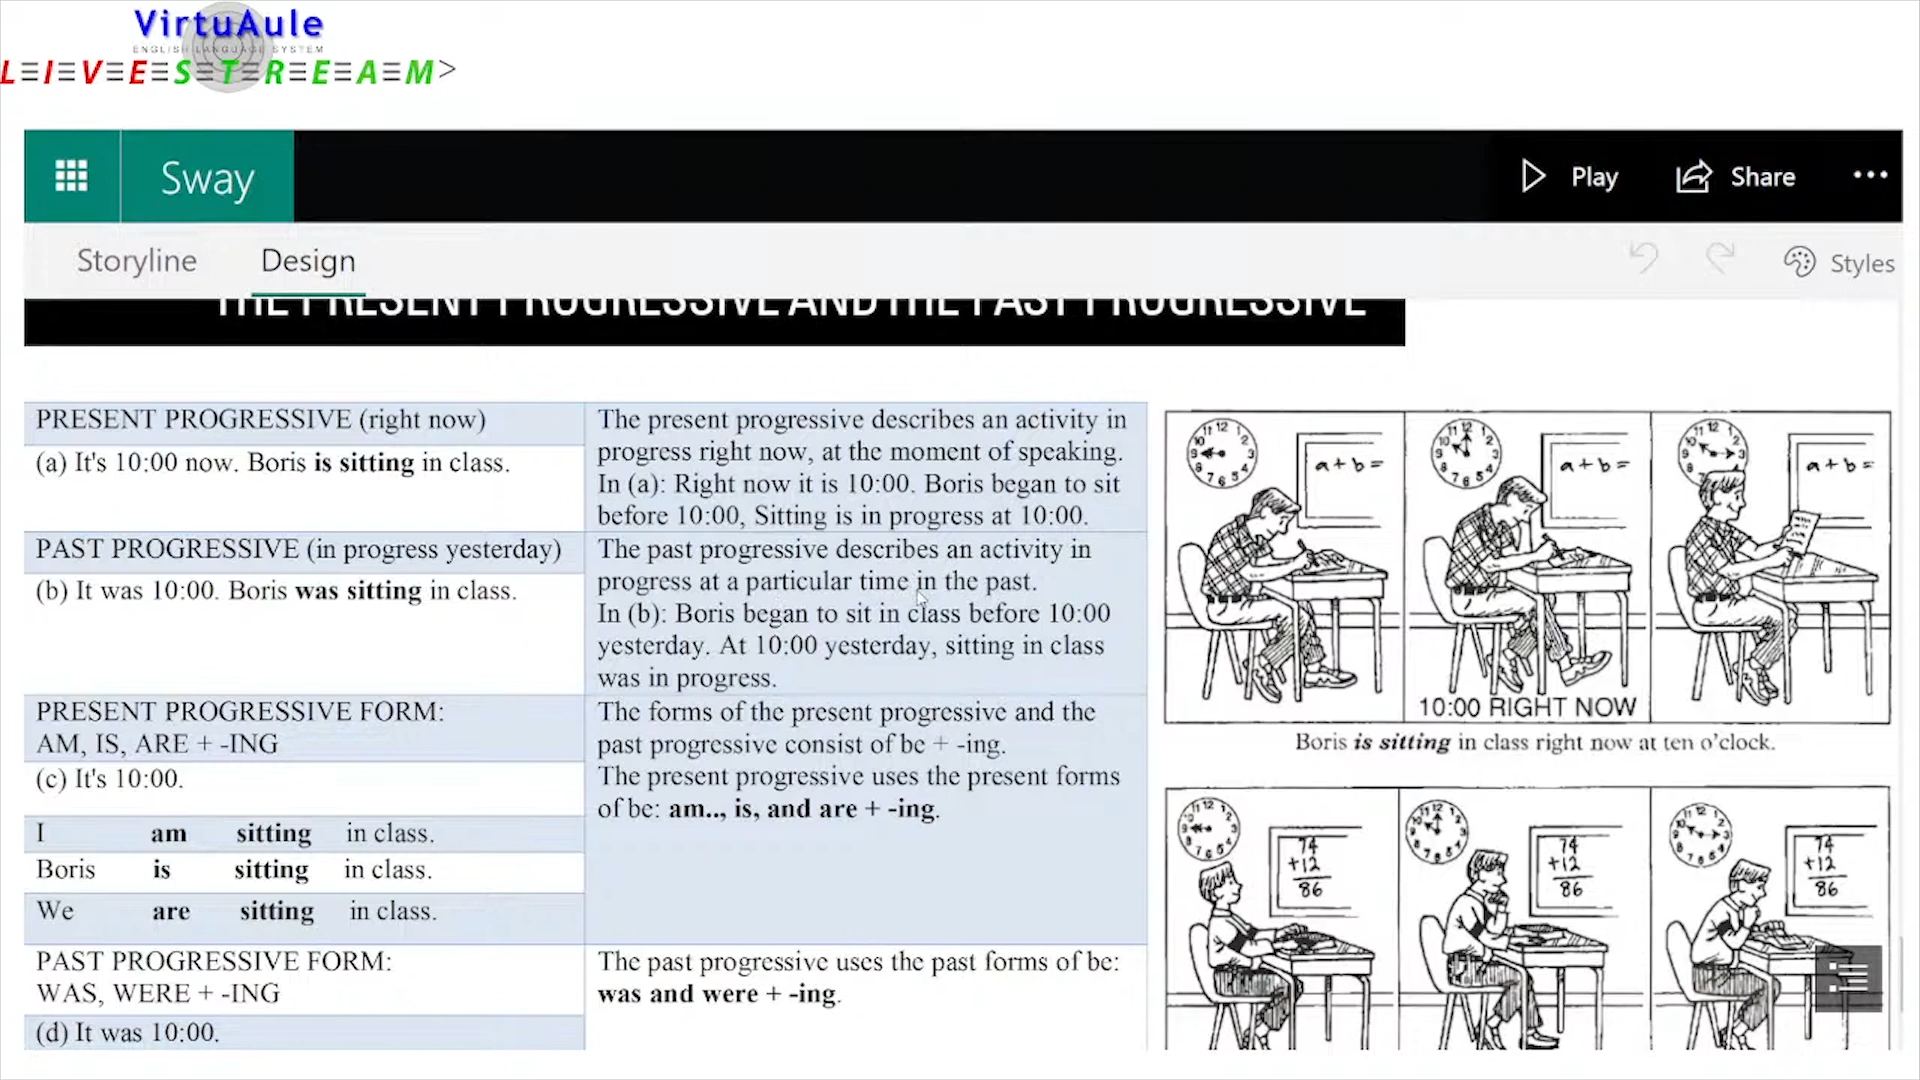 VirtuAule
ENGLISH LANGUAGE SYSTEM
L≡I≡V≡E≡S≡T≡R≡E≡A≡M>
Sway
Play
Share
Storyline
Design
Styles
THE PRESENT PROGRESSIVE AND THE PAST PROGRESSIVE
PRESENT PROGRESSIVE (right now)
(a) It's 10:00 now. Boris is sitting in class.
The present progressive describes an activity in
progress right now, at the moment of speaking.
In (a): Right now it is 10:00. Boris began to sit
before 10:00, Sitting is in progress at 10:00.
PAST PROGRESSIVE (in progress yesterday)
(b) It was 10:00. Boris was sitting in class.
The past progressive describes an activity in
progress at a particular time in the past.
In (b): Boris began to sit in class before 10:00
yesterday. At 10:00 yesterday, sitting in class
was in progress.
PRESENT PROGRESSIVE FORM:
AM, IS, ARE + -ING
(c) It's 10:00.
I am sitting in class.
Boris is sitting in class.
We are sitting in class.
The forms of the present progressive and the
past progressive consist of be + -ing.
The present progressive uses the present forms
of be: am.., is, and are + -ing.
PAST PROGRESSIVE FORM:
WAS, WERE + -ING
(d) It was 10:00.
The past progressive uses the past forms of be:
was and were + -ing.
a+b=
a+b=
a+b=
10:00 RIGHT NOW
Boris is sitting in class right now at ten o'clock.
74
+12
86
74
+12
86
74
+12
86